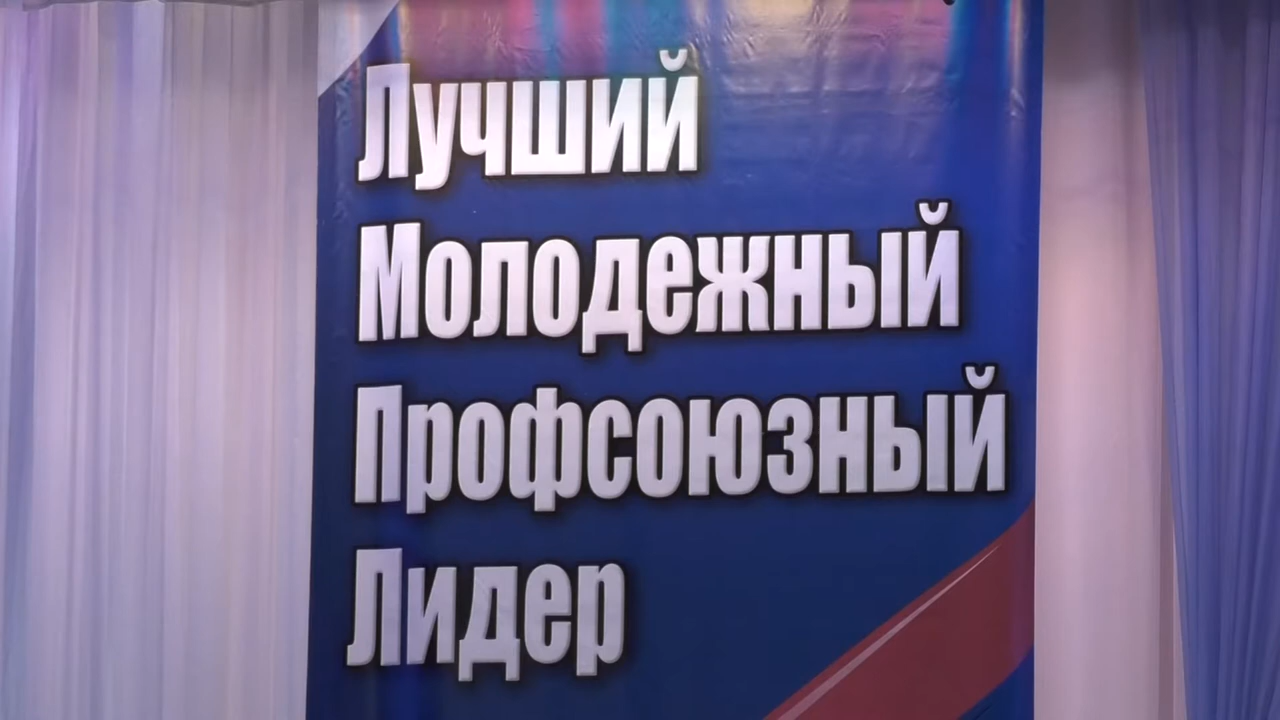 Лучший
Молодежный
Профсоюзный
Лидер